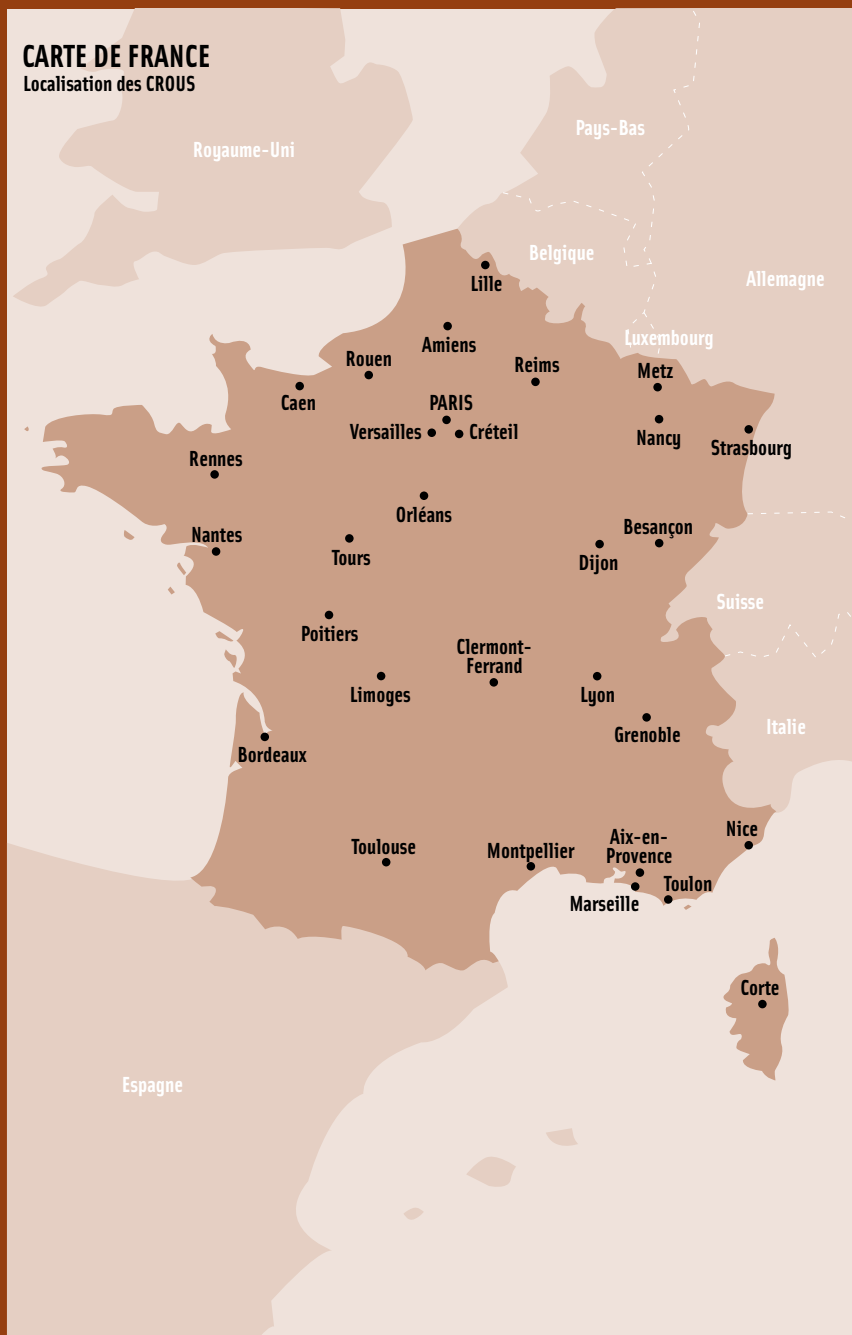 CARTE DE FRANCE
Localisation des CROUS
Pays-Bas
Royaume-Uni
Belgique
Allemagne
Lille
Luxembourg
Amiens
Rouen
Reims
Metz
Caen
PARIS
Versailles
Créteil
Nancy
Strasbourg
Rennes
Orléans
Nantes
Besançon
Tours
Dijon
Suisse
Poitiers
Clermont-
Ferrand
Limoges
Lyon
Italie
Grenoble
Bordeaux
Nice
Aix-en-
Provence
Toulouse
Montpellier
Toulon
Marseille
Corte
Espagne